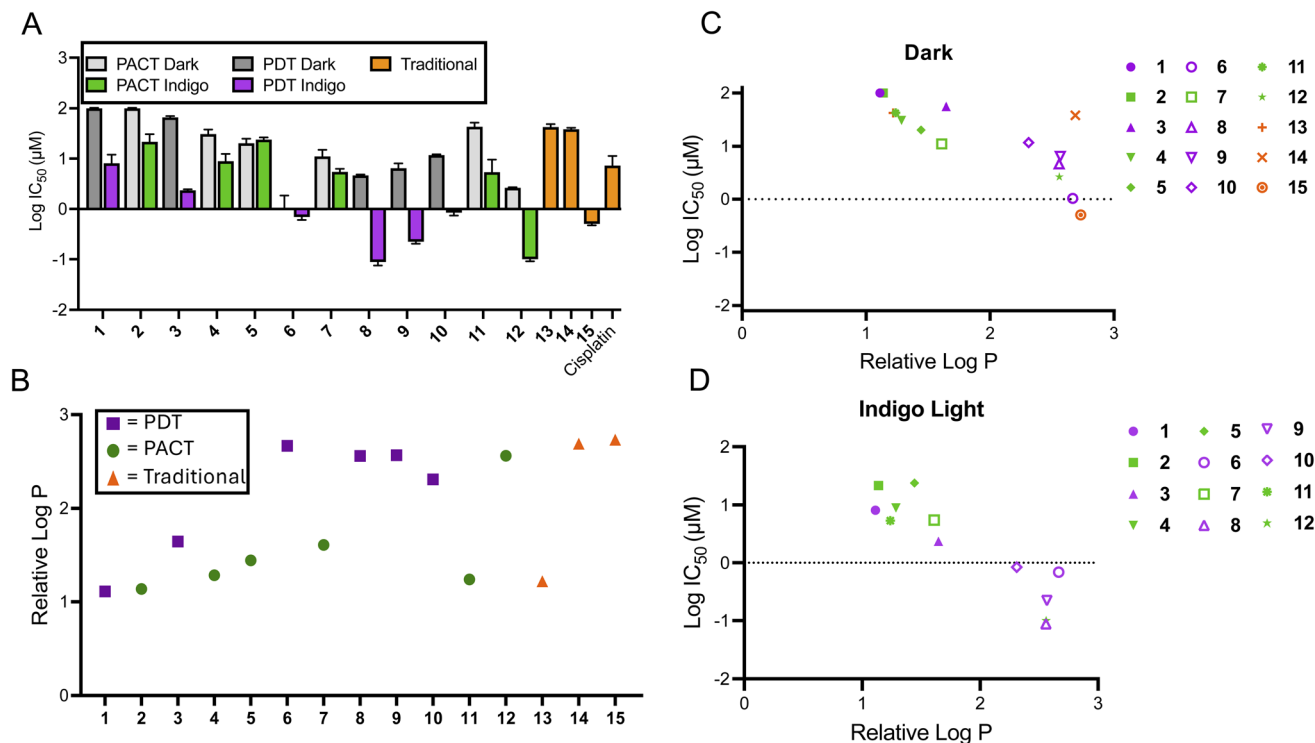 A
PACT Dark
PDT Dark
Traditional
PACT Indigo
PDT Indigo
Log IC50 (μM)
3
2
1
0
-1
-2
1 2 3 4 5 6 7 8 9 10 11 12 13 14 15 Cisplatin
B
= PDT
= PACT
= Traditional
Relative Log P
3
2
1
0
1 2 3 4 5 6 7 8 9 10 11 12 13 14 15
C
Dark
Log IC50 (μM)
2
1
0
-1
-2
0 1 2 3
Relative Log P
1 6 11
2 7 12
3 8 13
4 9 14
5 10 15
D
Indigo Light
Log IC50 (μM)
2
1
0
-1
-2
0 1 2 3
Relative Log P
1 5 9
2 6 10
3 7 11
4 8 12